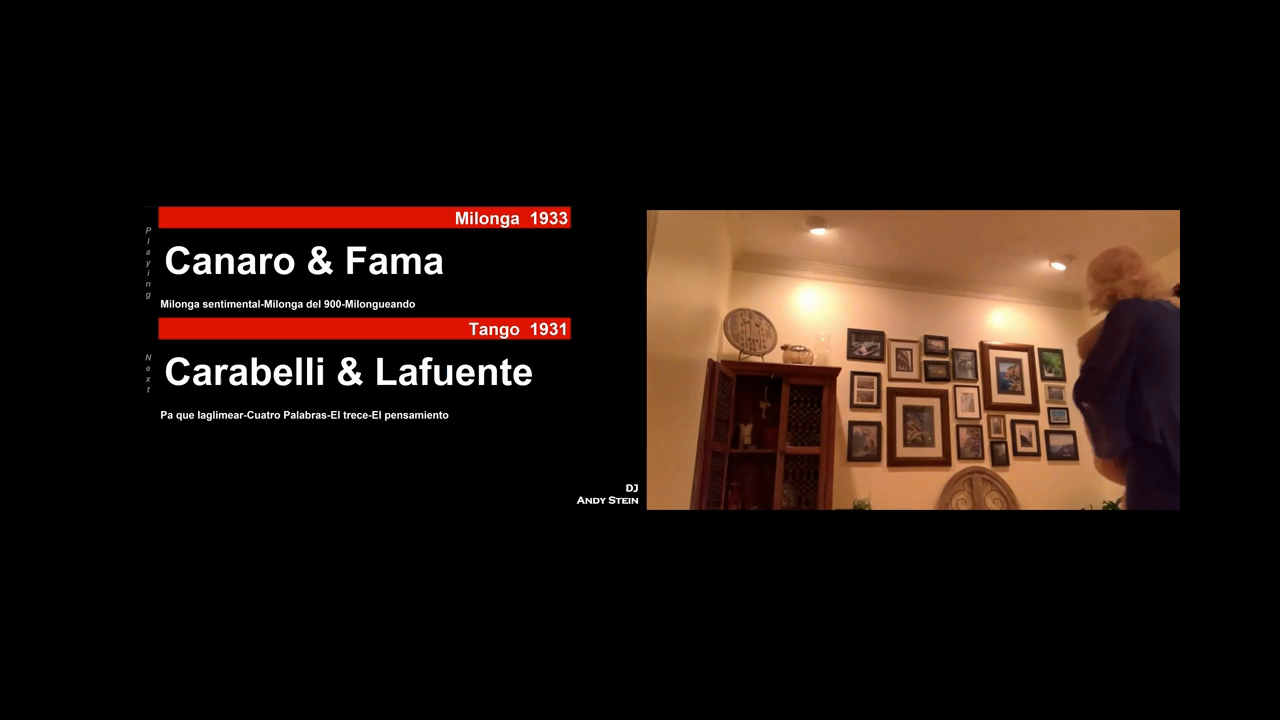 Playing
Milonga 1933
Canaro & Fama
Milonga sentimental-Milonga del 900-Milongueando
Next
Tango 1931
Carabelli & Lafuente
Pa que laglimear-Cuatro Palabras-El trece-El pensamiento
DJ
ANDY STEIN